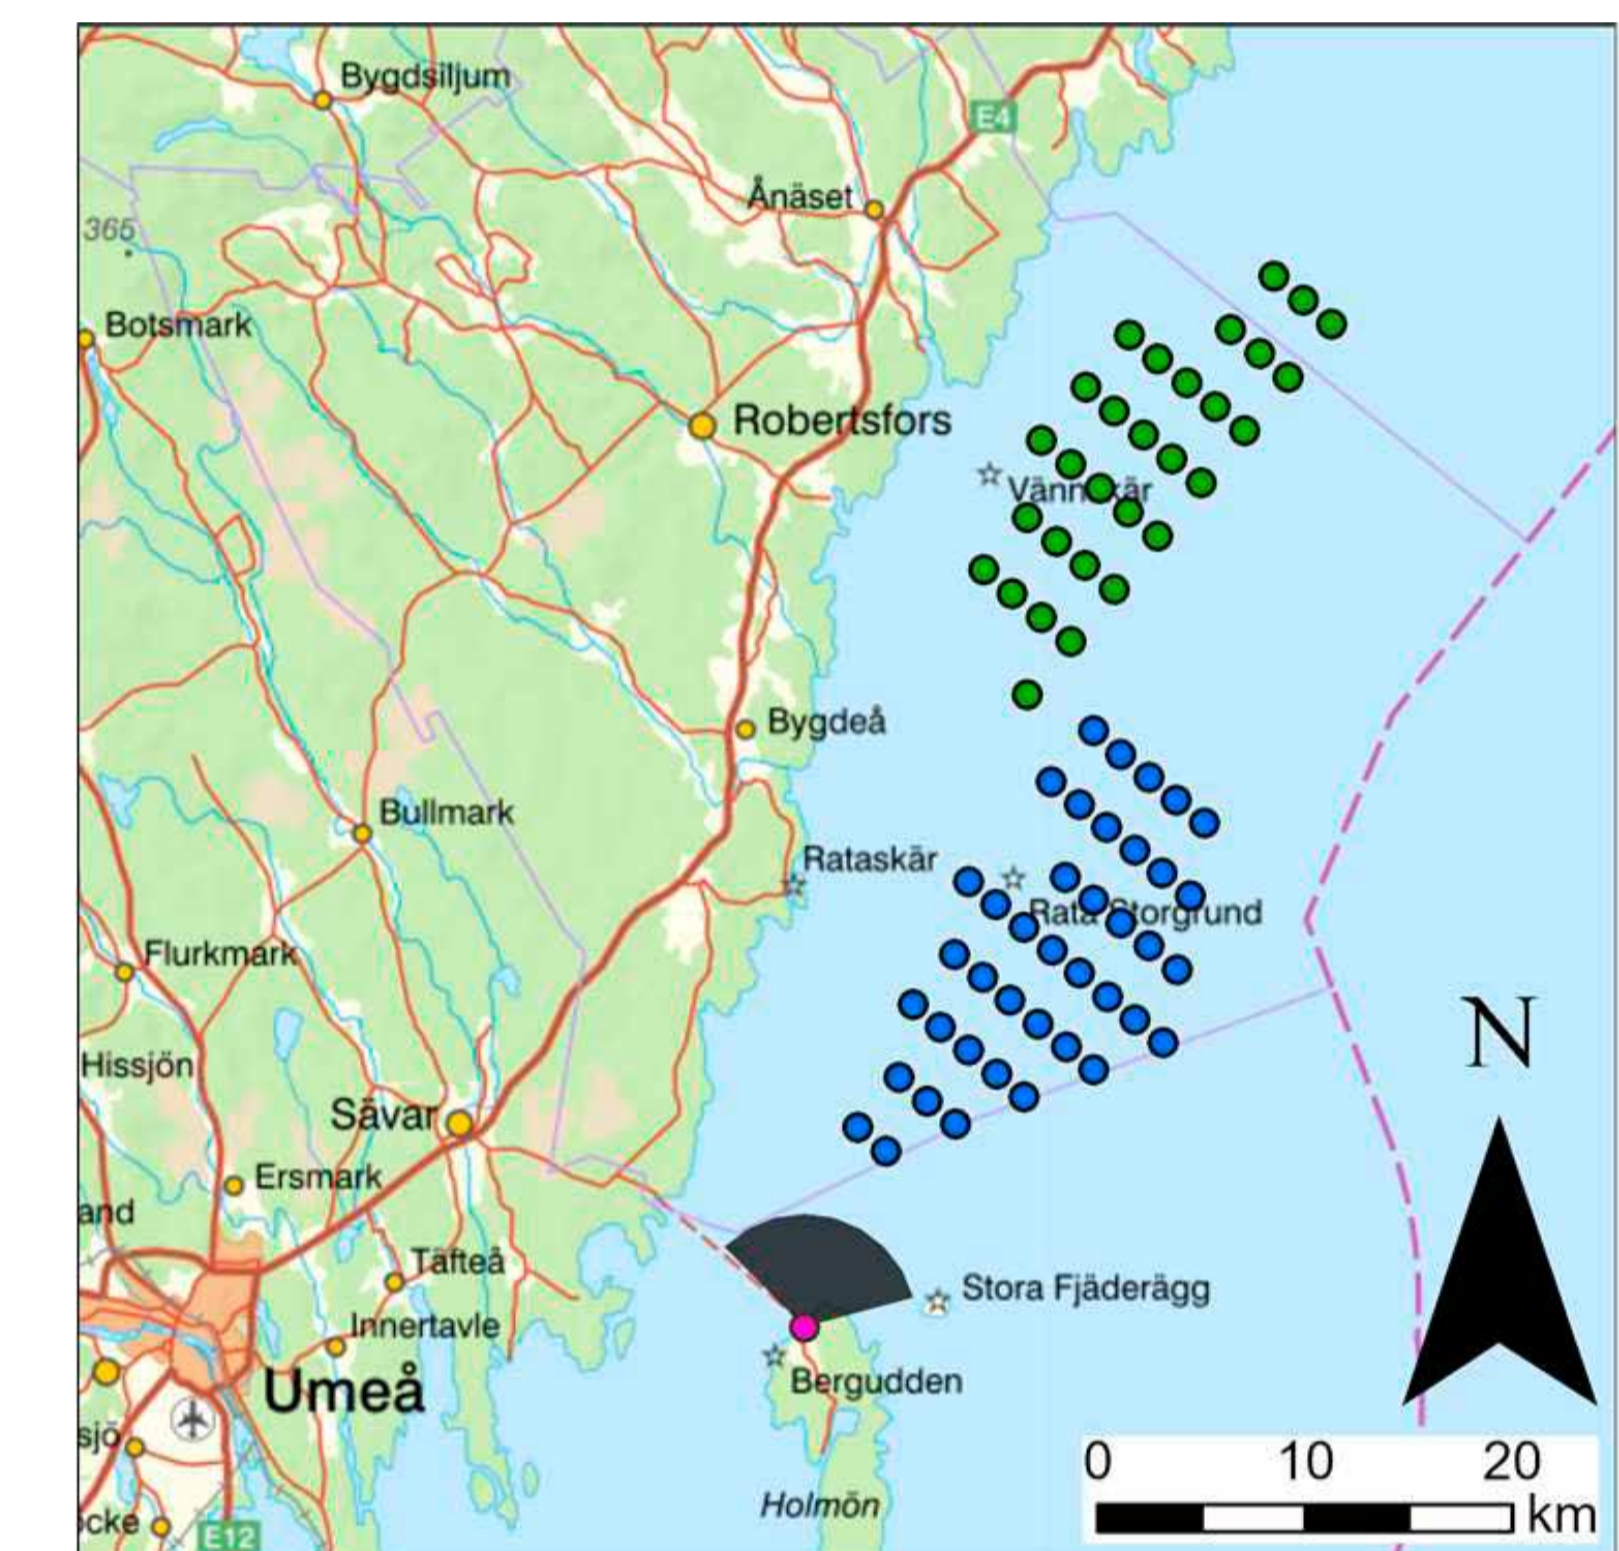 Bygdsiljum
E4
Ånäset
365
Botsmark
Robertsfors
Bygdeå
Bullmark
Rataskär
Rata Storgrund
Flurkmark
N
Hissjön
Sävar
Ersmark
and
Täfteå
Stora Fjäderägg
Innertavle
Umeå
Bergudden
sjö
0 10 20
Holmön
km
E12